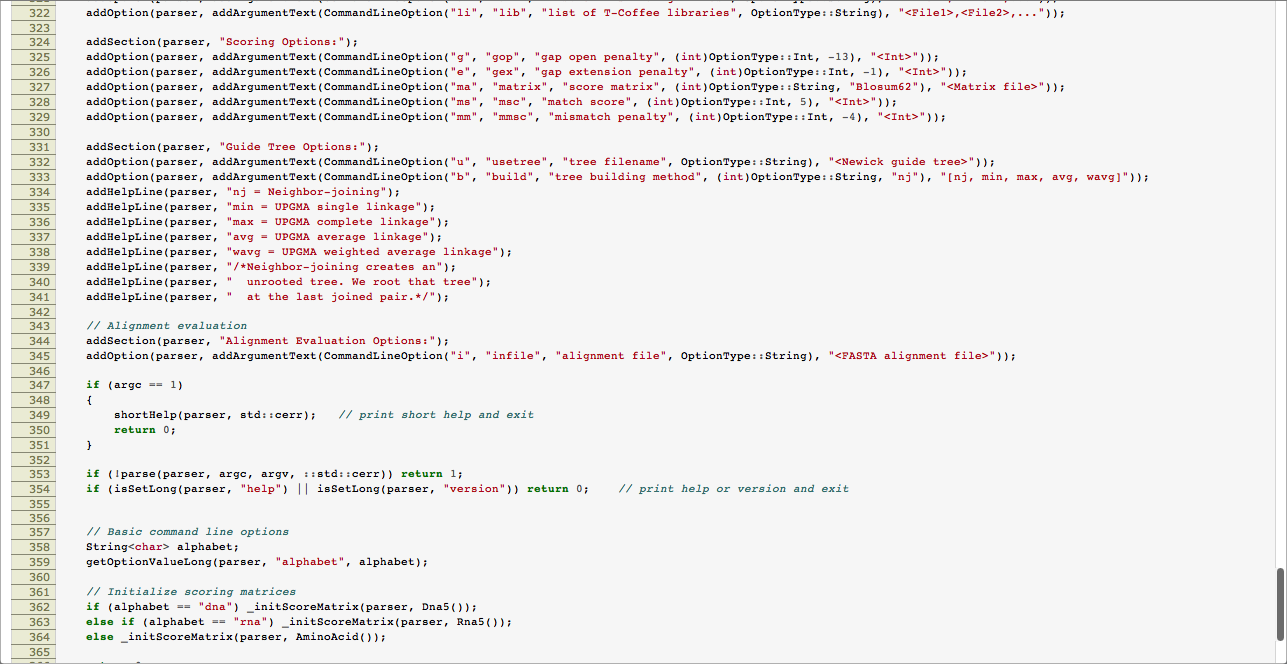 322 addOption(parser, addArgumentText(CommandLineOption("li", "lib", "list of T-Coffee libraries", OptionType::String), "<File1>,<File2>,..."));
323
324 addSection(parser, "Scoring Options:");
325 addOption(parser, addArgumentText(CommandLineOption("g", "gop", "gap open penalty", (int)OptionType::Int, -13), "<Int>"));
326 addOption(parser, addArgumentText(CommandLineOption("e", "gex", "gap extension penalty", (int)OptionType::Int, -1), "<Int>"));
327 addOption(parser, addArgumentText(CommandLineOption("ma", "matrix", "score matrix", (int)OptionType::String, "Blosum62"), "<Matrix file>"));
328 addOption(parser, addArgumentText(CommandLineOption("ms", "msc", "match score", (int)OptionType::Int, 5), "<Int>"));
329 addOption(parser, addArgumentText(CommandLineOption("mm", "mmsc", "mismatch penalty", (int)OptionType::Int, -4), "<Int>"));
330
331 addSection(parser, "Guide Tree Options:");
332 addOption(parser, addArgumentText(CommandLineOption("u", "usetree", "tree filename", OptionType::String), "<Newick guide tree>"));
333 addOption(parser, addArgumentText(CommandLineOption("b", "build", "tree building method", (int)OptionType::String, "nj"), "[nj, min, max, avg, wavg]"));
334 addHelpLine(parser, "nj = Neighbor-joining");
335 addHelpLine(parser, "min = UPGMA single linkage");
336 addHelpLine(parser, "max = UPGMA complete linkage");
337 addHelpLine(parser, "avg = UPGMA average linkage");
338 addHelpLine(parser, "wavg = UPGMA weighted average linkage");
339 addHelpLine(parser, "/*Neighbor-joining creates an");
340 addHelpLine(parser, "  unrooted tree. We root that tree");
341 addHelpLine(parser, "  at the last joined pair.*/");
342
343 // Alignment evaluation
344 addSection(parser, "Alignment Evaluation Options:");
345 addOption(parser, addArgumentText(CommandLineOption("i", "infile", "alignment file", OptionType::String), "<FASTA alignment file>"));
346
347 if (argc == 1)
348 {
349     shortHelp(parser, std::cerr);   // print short help and exit
350     return 0;
351 }
352
353 if (!parse(parser, argc, argv, ::std::cerr)) return 1;
354 if (isSetLong(parser, "help") || isSetLong(parser, "version")) return 0;    // print help or version and exit
355
356
357 // Basic command line options
358 String<char> alphabet;
359 getOptionValueLong(parser, "alphabet", alphabet);
360
361 // Initialize scoring matrices
362 if (alphabet == "dna") _initScoreMatrix(parser, Dna5());
363 else if (alphabet == "rna") _initScoreMatrix(parser, Rna5());
364 else _initScoreMatrix(parser, AminoAcid());
365